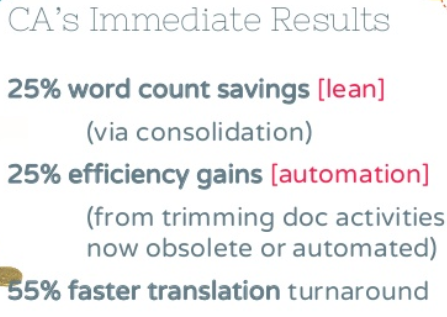 CA's Immediate Results
25% word count savings [lean]
(via consolidation)
25% efficiency gains [automation]
(from trimming doc activities
now obsolete or automated)
55% faster translation turnaround